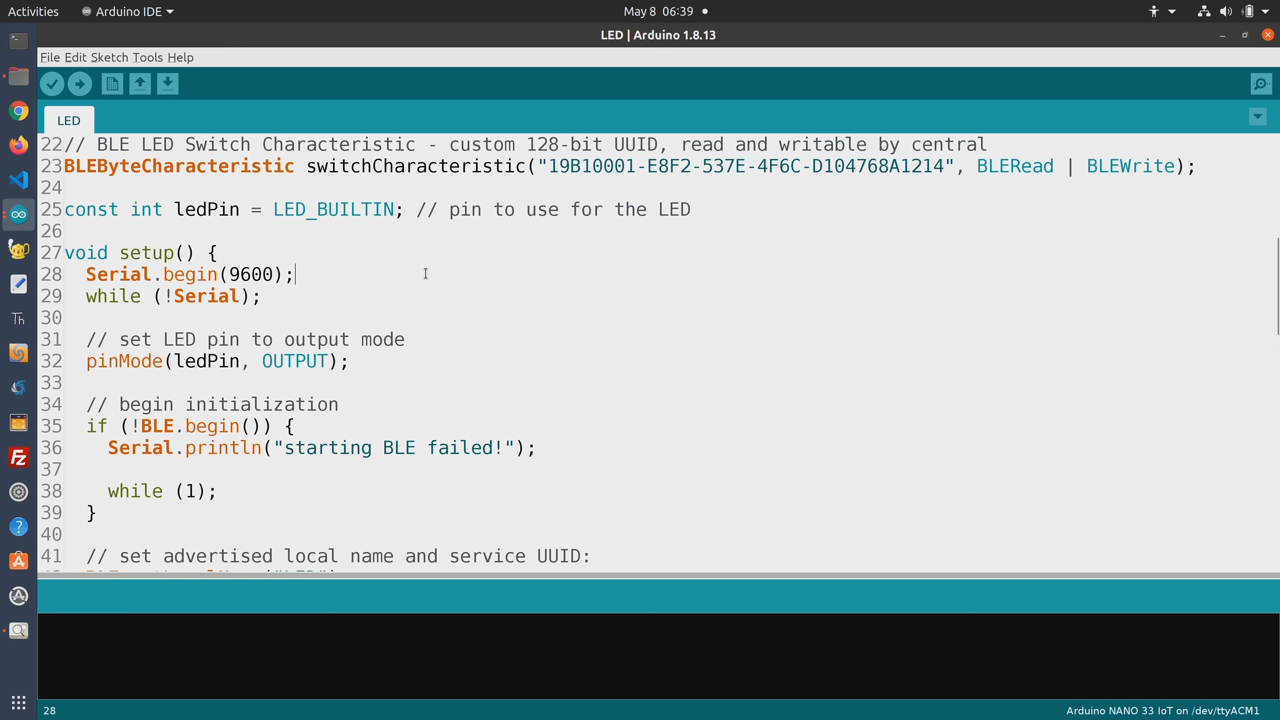 Activities
Arduino IDE
May 8 06:39
LED | Arduino 1.8.13
File Edit Sketch Tools Help
LED
22 // BLE LED Switch Characteristic - custom 128-bit UUID, read and writable by central
23 BLEByteCharacteristic switchCharacteristic("19B10001-E8F2-537E-4F6C-D104768A1214", BLERead | BLEWrite);
24
25 const int ledPin = LED_BUILTIN; // pin to use for the LED
26
27 void setup() {
28   Serial.begin(9600);
29   while (!Serial);
30
31   // set LED pin to output mode
32   pinMode(ledPin, OUTPUT);
33
34   // begin initialization
35   if (!BLE.begin()) {
36     Serial.println("starting BLE failed!");
37
38     while (1);
39   }
40
41   // set advertised local name and service UUID:
28
Arduino NANO 33 IoT on /dev/ttyACM1
Th
Fz